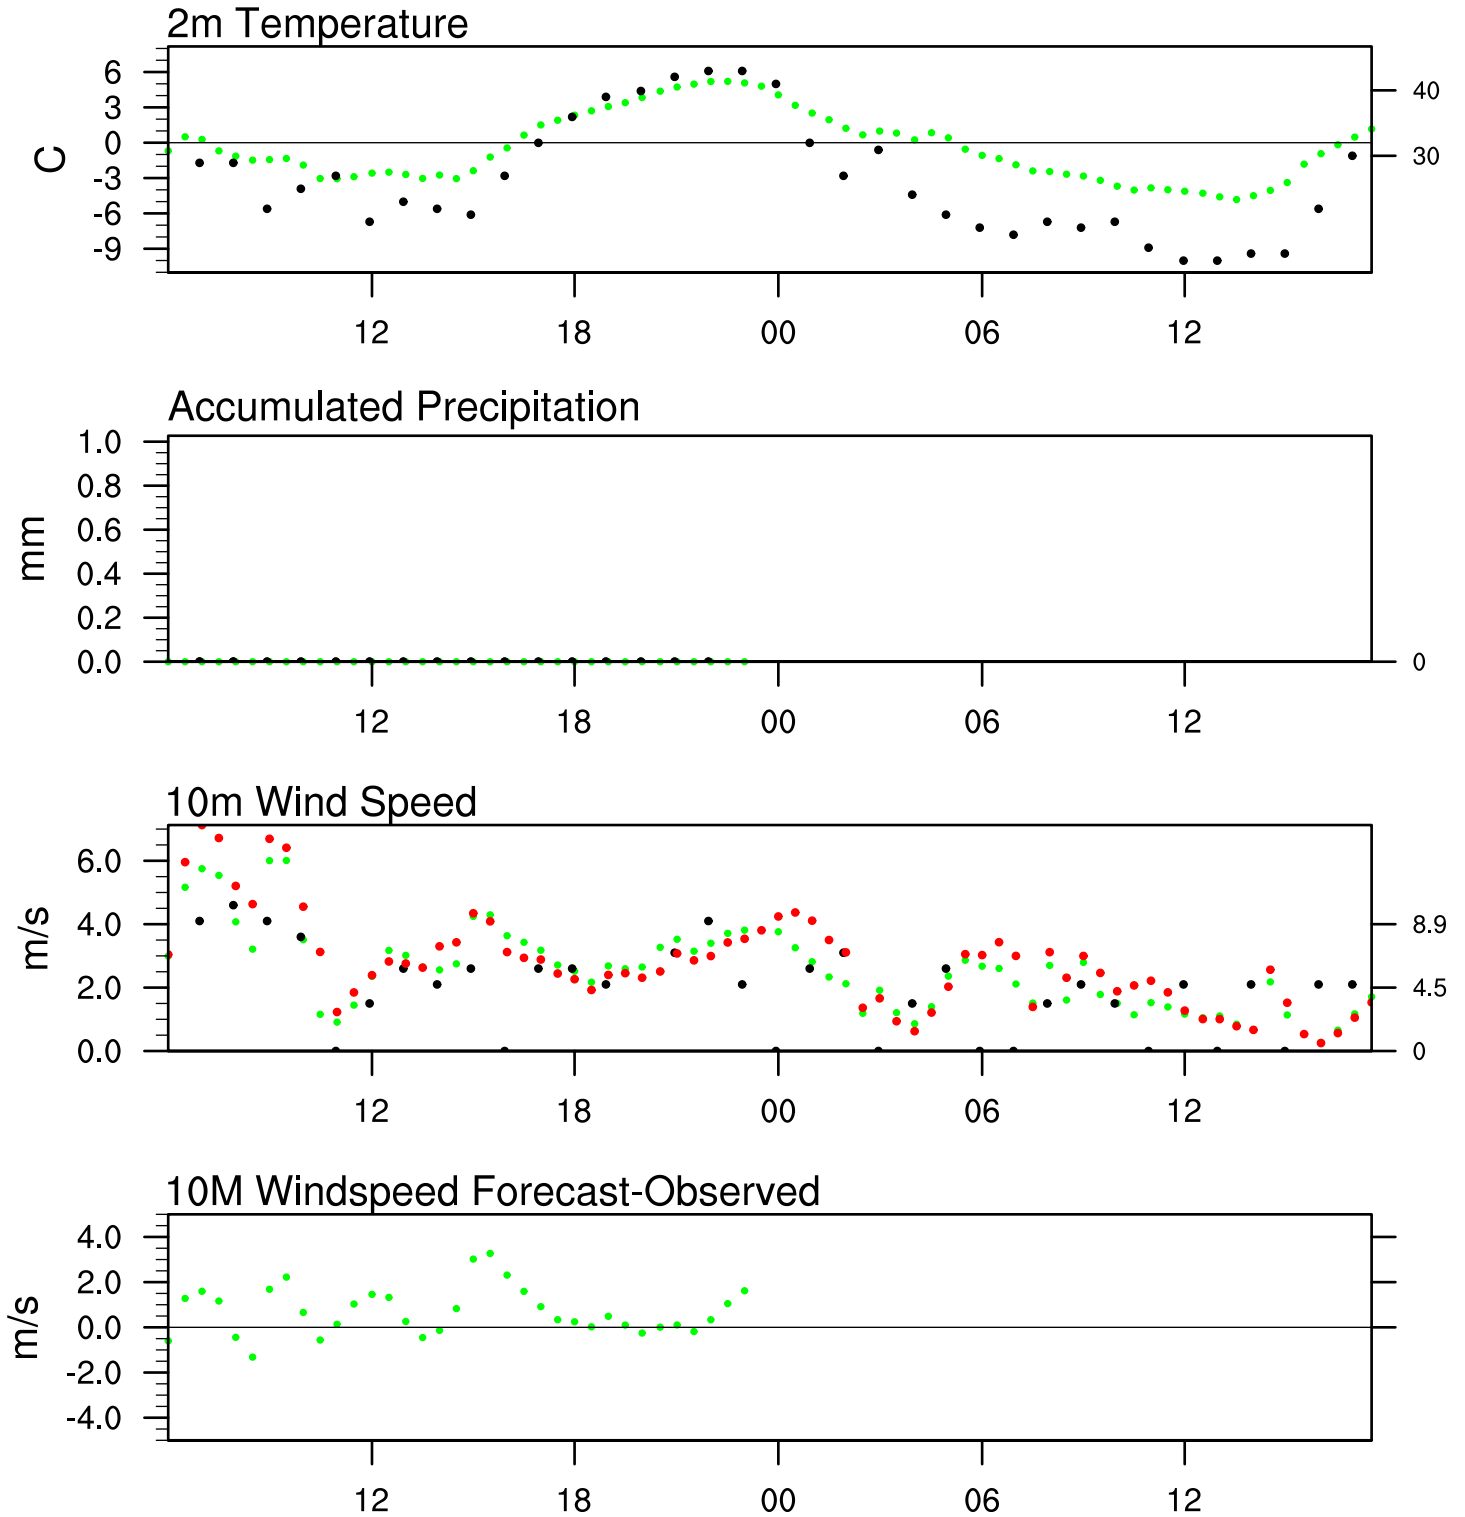 2m Temperature
6
3
0
-3
-6
-9
C
40
30
12 18 00 06 12
Accumulated Precipitation
1.0
0.8
0.6
0.4
0.2
0.0
mm
0
12 18 00 06 12
10m Wind Speed
6.0
4.0
2.0
0.0
m/s
8.9
4.5
0
12 18 00 06 12
10M Windspeed Forecast-Observed
4.0
2.0
0.0
-2.0
-4.0
m/s
12 18 00 06 12